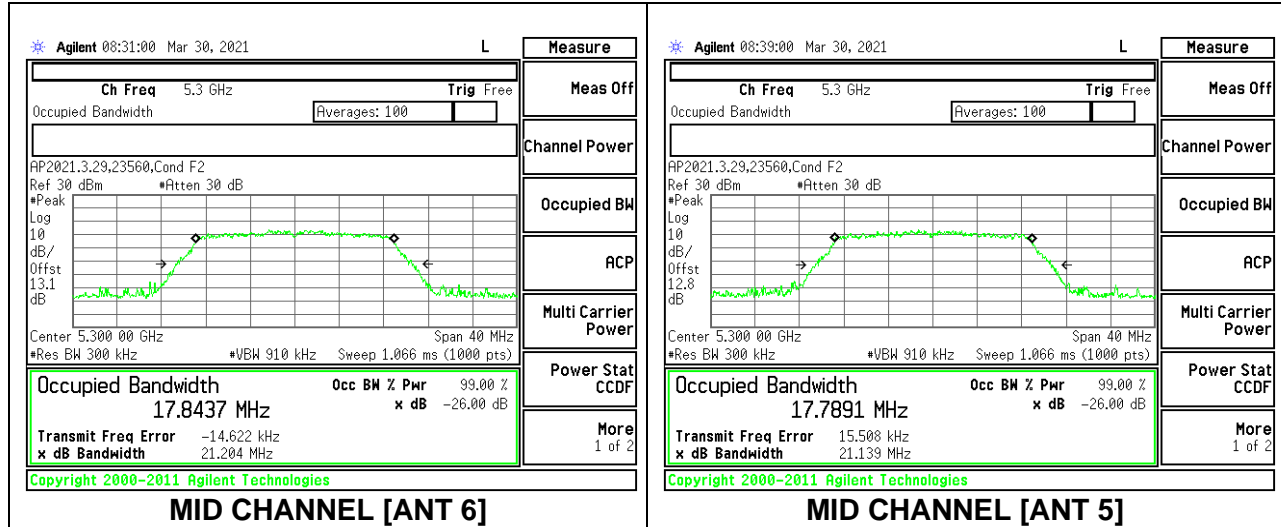 Agilent 08:31:00 Mar 30, 2021 L
Measure
Ch Freq 5.3 GHz Trig Free
Occupied Bandwidth Averages: 100
AP2021.3.29,23560,Cond F2
Ref 30 dBm #Atten 30 dB
#Peak
Log
10
dB/
Offst
13.1
dB
Center 5.300 00 GHz Span 40 MHz
#Res BW 300 kHz #VBW 910 kHz Sweep 1.066 ms (1000 pts)
Occupied Bandwidth Occ BW % Pwr 99.00 %
17.8437 MHz x dB -26.00 dB
Transmit Freq Error -14.622 kHz
x dB Bandwidth 21.204 MHz
Copyright 2000-2011 Agilent Technologies
Meas Off
Channel Power
Occupied BW
ACP
Multi Carrier
Power
Power Stat
CCDF
More
1 of 2
MID CHANNEL [ANT 6]
Agilent 08:39:00 Mar 30, 2021 L
Measure
Ch Freq 5.3 GHz Trig Free
Occupied Bandwidth Averages: 100
AP2021.3.29,23560,Cond F2
Ref 30 dBm #Atten 30 dB
#Peak
Log
10
dB/
Offst
12.8
dB
Center 5.300 00 GHz Span 40 MHz
#Res BW 300 kHz #VBW 910 kHz Sweep 1.066 ms (1000 pts)
Occupied Bandwidth Occ BW % Pwr 99.00 %
17.7891 MHz x dB -26.00 dB
Transmit Freq Error 15.508 kHz
x dB Bandwidth 21.139 MHz
Copyright 2000-2011 Agilent Technologies
Meas Off
Channel Power
Occupied BW
ACP
Multi Carrier
Power
Power Stat
CCDF
More
1 of 2
MID CHANNEL [ANT 5]